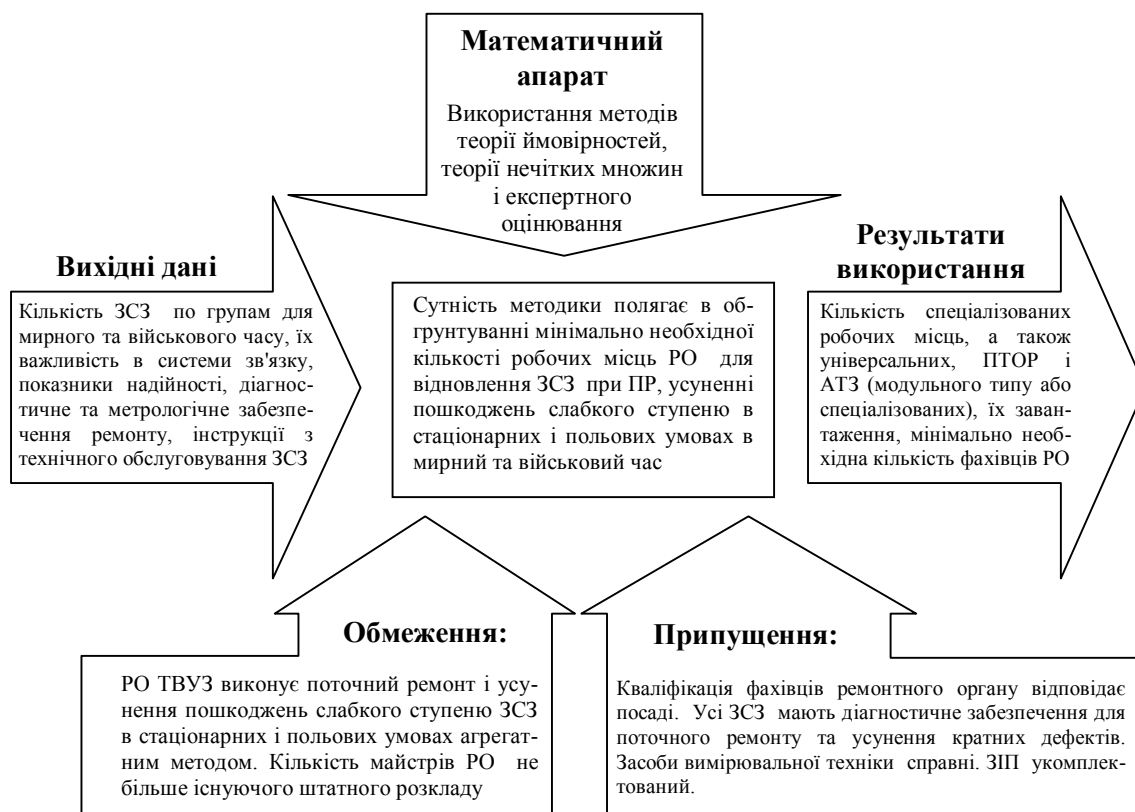 Математичний
апарат
Використання методів
теорії ймовірностей,
теорії нечітких множин
і експертного
оцінювання
Вихідні дані
Кількість ЗСЗ по групам для
мирного та військового часу, їх
важливість в системи зв'язку,
показники надійності, діагнос-
тичне та метрологічне забезпе-
чення ремонту, інструкції з
технічного обслуговування ЗСЗ
Сутність методики полягає в об-
грунтуванні мінімально необхідної
кількості робочих місць РО для
відновлення ЗСЗ при ПР, усуненні
пошкоджень слабкого ступеню в
стаціонарних і польових умовах в
мирний та військовий час
Результати
використання
Кількість спеціалізованих
робочих місць, а також
універсальних, ПТОР і
АТЗ (модульного типу або
спеціалізованих), їх заван-
таження, мінімально необ-
хідна кількість фахівців РО
Обмеження:
РО ТВУЗ виконує поточний ремонт і усу-
нення пошкоджень слабкого ступеню ЗСЗ
в стаціонарних і польових умовах агрегат-
ним методом. Кількість майстрів РО не
більше існуючого штатного розкладу
Припущення:
Кваліфікація фахівців ремонтного органу відповідає
посаді. Усі ЗСЗ мають діагностичне забезпечення для
поточного ремонту та усунення кратних дефектів.
Засоби вимірювальної техніки справні. ЗІП укомплек-
тований.